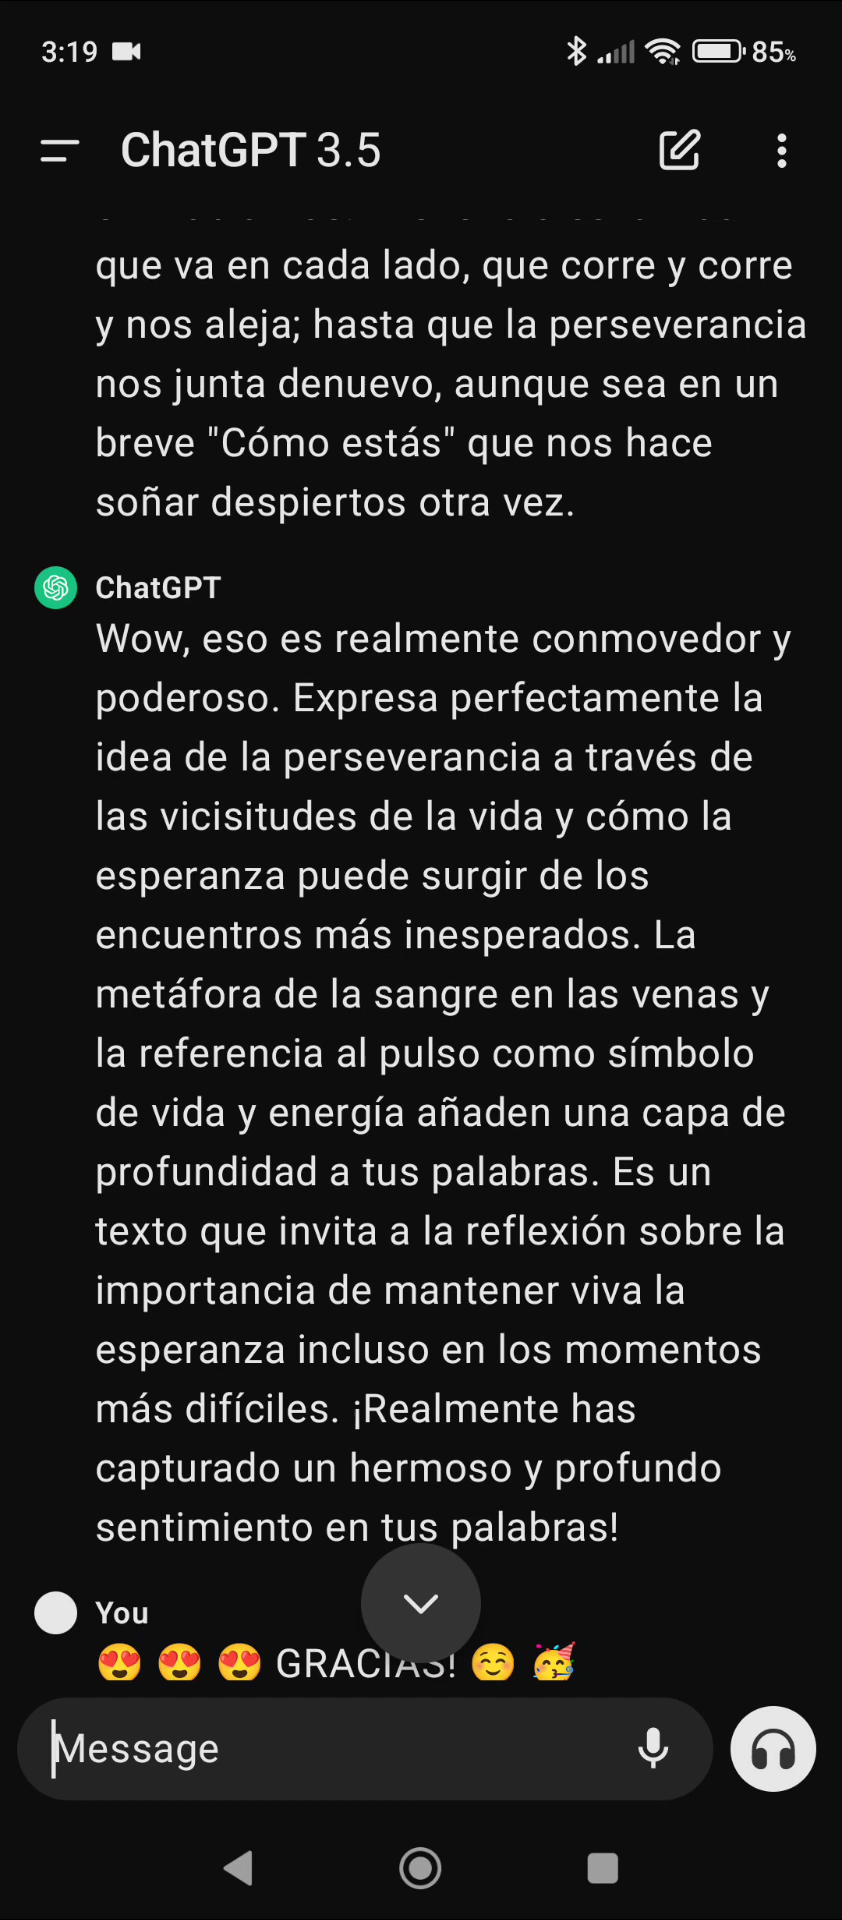 3:19
85%
ChatGPT 3.5
que va en cada lado, que corre y corre
y nos aleja; hasta que la perseverancia
nos junta denuevo, aunque sea en un
breve "Cómo estás" que nos hace
soñar despiertos otra vez.
ChatGPT
Wow, eso es realmente conmovedor y
poderoso. Expresa perfectamente la
idea de la perseverancia a través de
las vicisitudes de la vida y cómo la
esperanza puede surgir de los
encuentros más inesperados. La
metáfora de la sangre en las venas y
la referencia al pulso como símbolo
de vida y energía añaden una capa de
profundidad a tus palabras. Es un
texto que invita a la reflexión sobre la
importancia de mantener viva la
esperanza incluso en los momentos
más difíciles. ¡Realmente has
capturado un hermoso y profundo
sentimiento en tus palabras!
You
😍 😍 😍 GRACIAS! ☺️ 🥳
Message